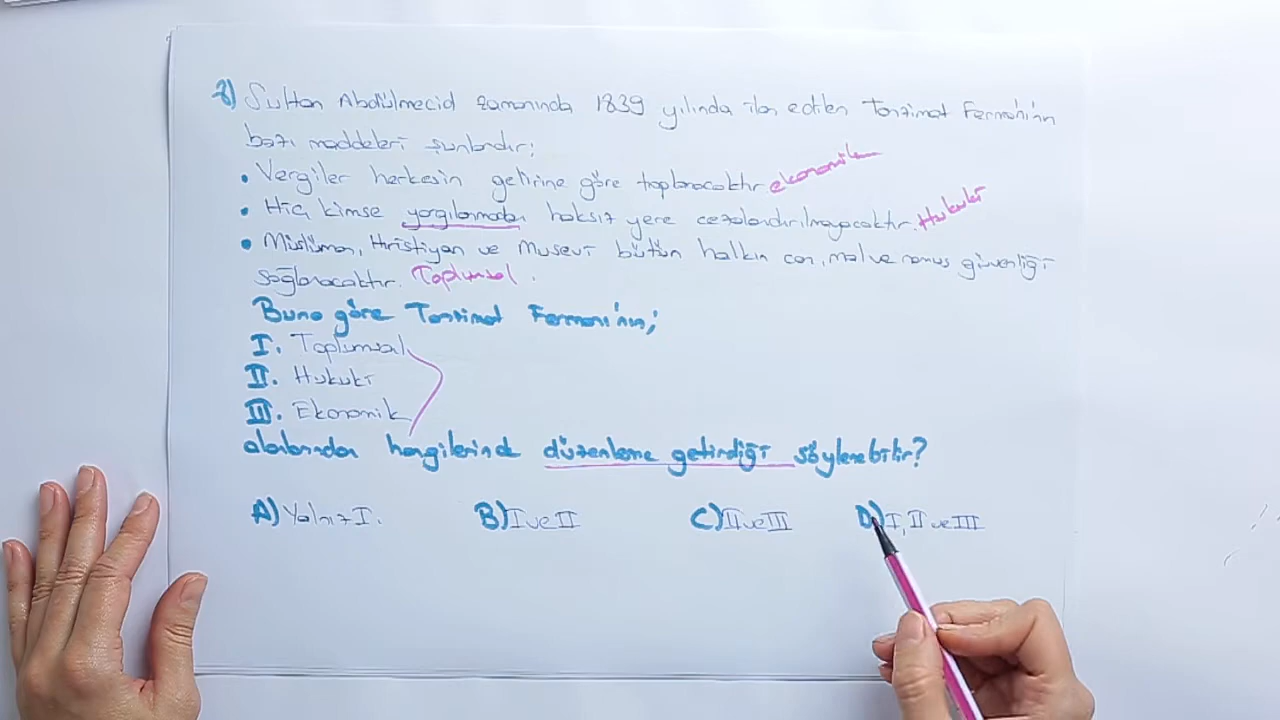 8) Sultan Abdülmecid zamanında 1839 yılında ilan edilen Tanzimat Fermanı'nın
bazı maddeleri şunlardır;
• Vergiler herkesin gelirine göre toplanacaktır ekonomik
• Hiç kimse yargılanmadan haksız yere cezalandırılmayacaktır. Hukuki
• Müslüman, Hristiyan ve Musevi bütün halkın can, mal ve namus güvenliği
sağlanacaktır. Toplumsal.
Buna göre Tanzimat Fermanı'nın;
I. Toplumsal
II. Hukuki
III. Ekonomik
alanlarından hangilerinde düzenleme getirdiği söylenebilir?
A) Yalnız I. B) I ve II C) II ve III D) I, II ve III